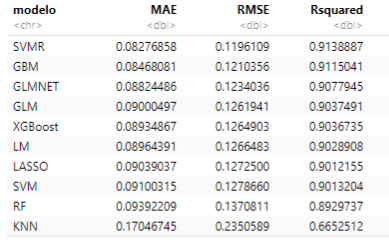 modelo MAE RMSE Rsquared
<chr> <dbl> <dbl> <dbl>
SVMR 0.08276858 0.1196109 0.9138887
GBM 0.08468081 0.1210356 0.9115041
GLMNET 0.08824486 0.1234036 0.9077945
GLM 0.09000497 0.1261941 0.9037491
XGBoost 0.08934867 0.1264903 0.9036735
LM 0.08964391 0.1266483 0.9028908
LASSO 0.09039037 0.1272500 0.9012155
SVM 0.09100315 0.1278660 0.9013204
RF 0.09392209 0.1370811 0.8929737
KNN 0.17046745 0.2350589 0.6652512